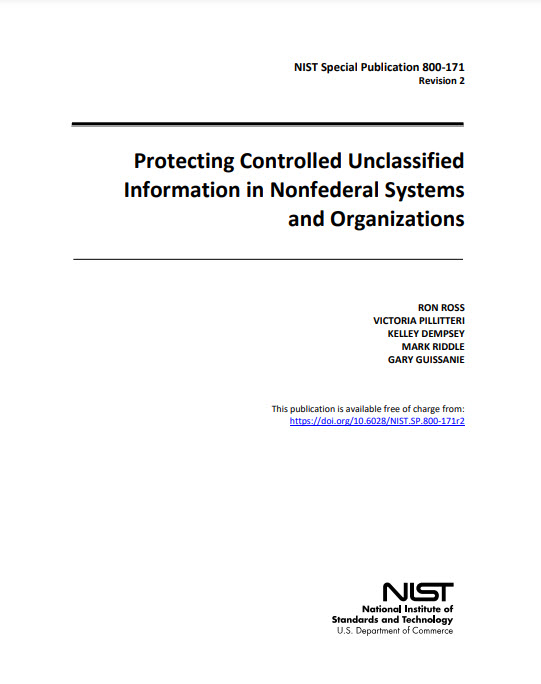 NIST Special Publication 800-171
Revision 2
Protecting Controlled Unclassified
Information in Nonfederal Systems
and Organizations
RON ROSS
VICTORIA PILLITTERI
KELLEY DEMPSEY
MARK RIDDLE
GARY GUISSANIE
This publication is available free of charge from:
https://doi.org/10.6028/NIST.SP.800-171r2
NIST
National Institute of
Standards and Technology
U.S. Department of Commerce